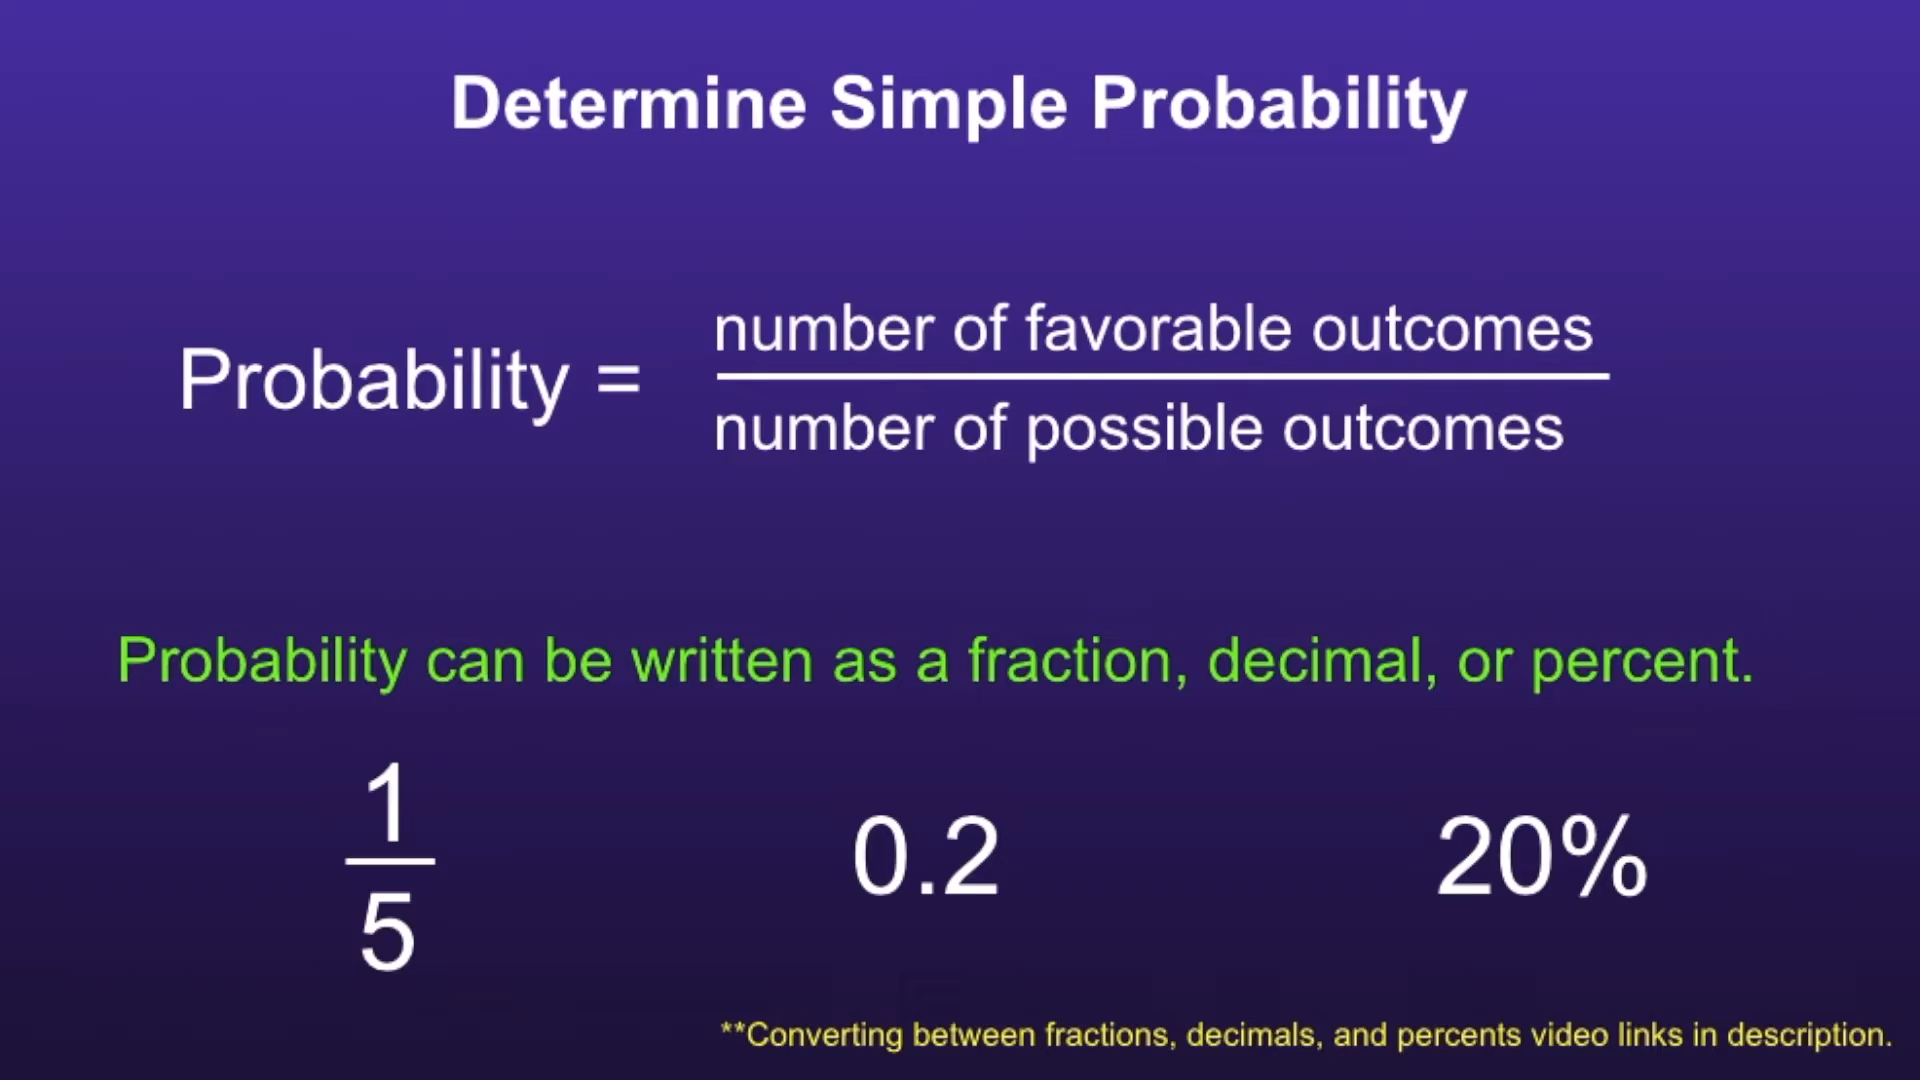 Determine Simple Probability
Probability =
number of favorable outcomes
number of possible outcomes
Probability can be written as a fraction, decimal, or percent.
1
5
0.2
20%
**Converting between fractions, decimals, and percents video links in description.